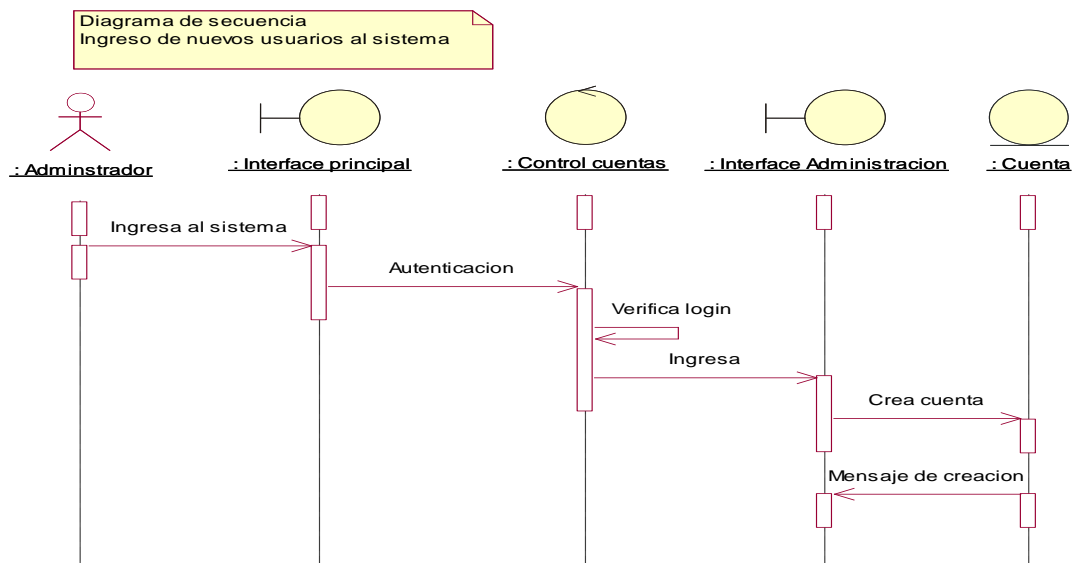 Diagrama de secuencia
Ingreso de nuevos usuarios al sistema
: Adminstrador
: Interface principal
: Control cuentas
: Interface Administracion
: Cuenta
Ingresa al sistema
Autenticacion
Verifica login
Ingresa
Crea cuenta
Mensaje de creacion